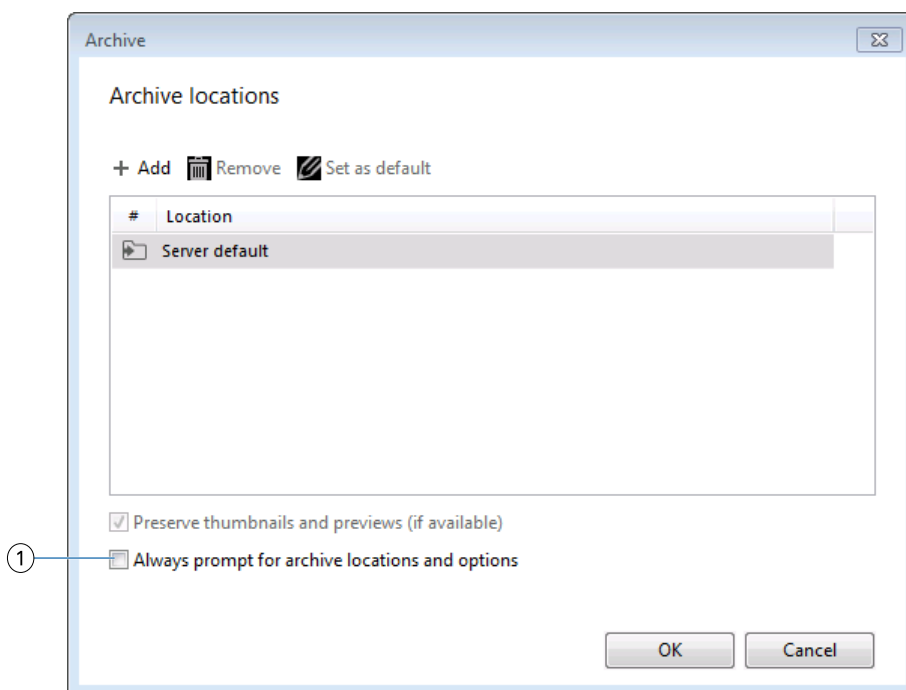 Archive
Archive locations
+ Add Remove Set as default
# Location
Server default
Preserve thumbnails and previews (if available)
1 Always prompt for archive locations and options
OK Cancel